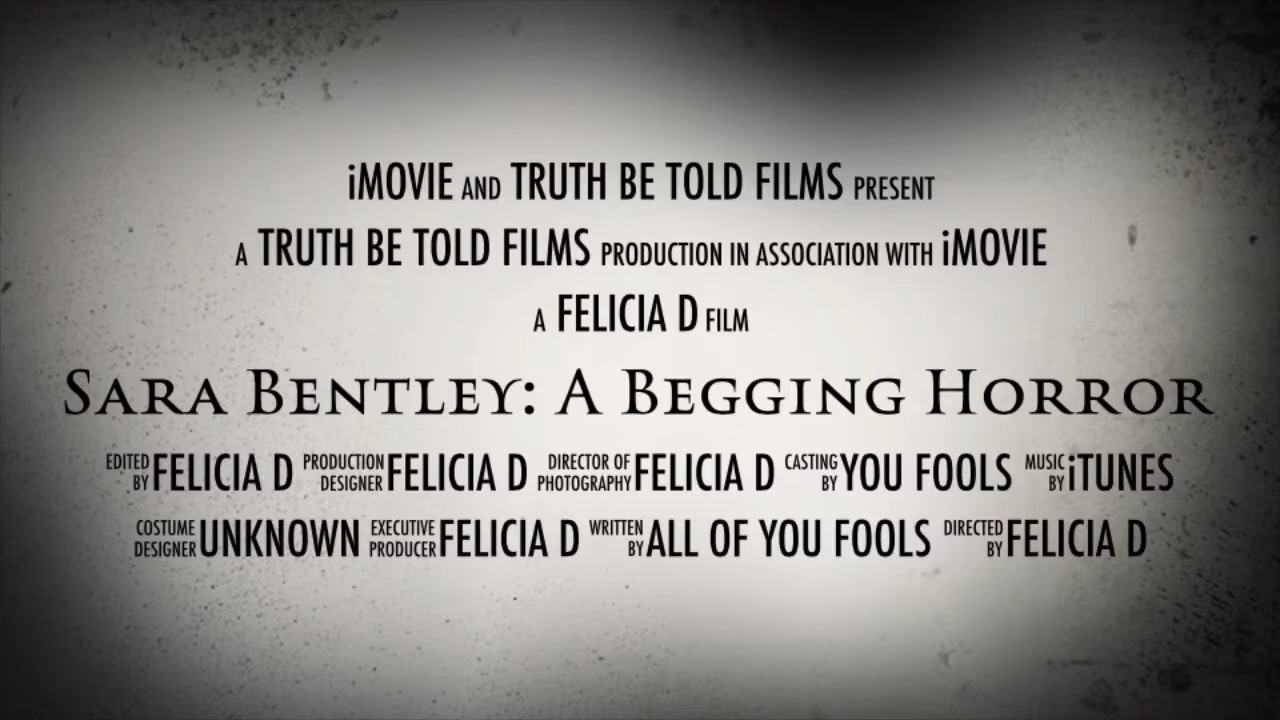 iMOVIE AND TRUTH BE TOLD FILMS PRESENT
A TRUTH BE TOLD FILMS PRODUCTION IN ASSOCIATION WITH iMOVIE
A FELICIA D FILM
SARA BENTLEY: A BEGGING HORROR
EDITED BY FELICIA D PRODUCTION DESIGNER FELICIA D DIRECTOR OF PHOTOGRAPHY FELICIA D CASTING BY YOU FOOLS MUSIC BY iTUNES
COSTUME DESIGNER UNKNOWN EXECUTIVE PRODUCER FELICIA D WRITTEN BY ALL OF YOU FOOLS DIRECTED BY FELICIA D